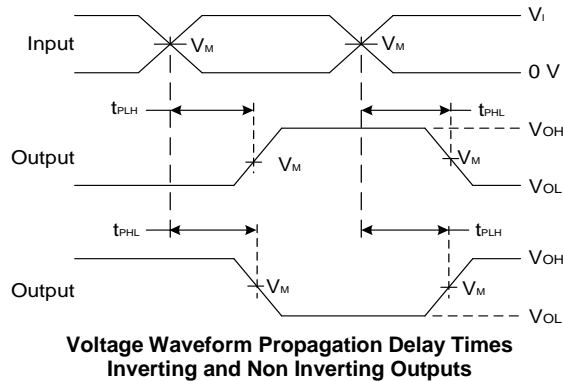 VI
Input
VM
VM
0 V
tPLH
tPHL
VOH
Output
VM
VM
VOL
tPHL
tPLH
VOH
VM
VM
Output
VOL
Voltage Waveform Propagation Delay Times
Inverting and Non Inverting Outputs